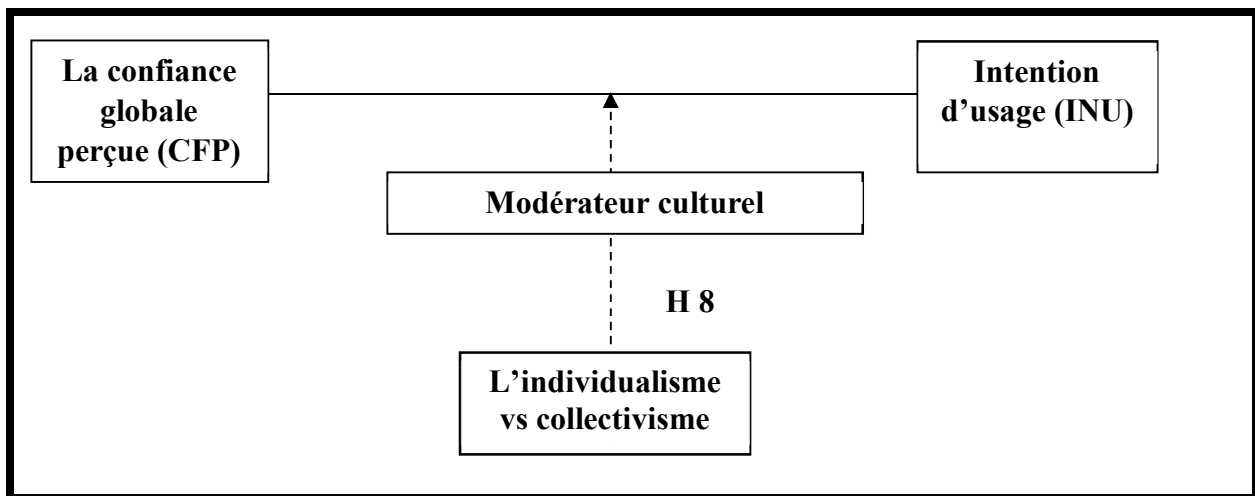 La confiance
globale
perçue (CFP)
Intention
d’usage (INU)
Modérateur culturel
H 8
L’individualisme
vs collectivisme